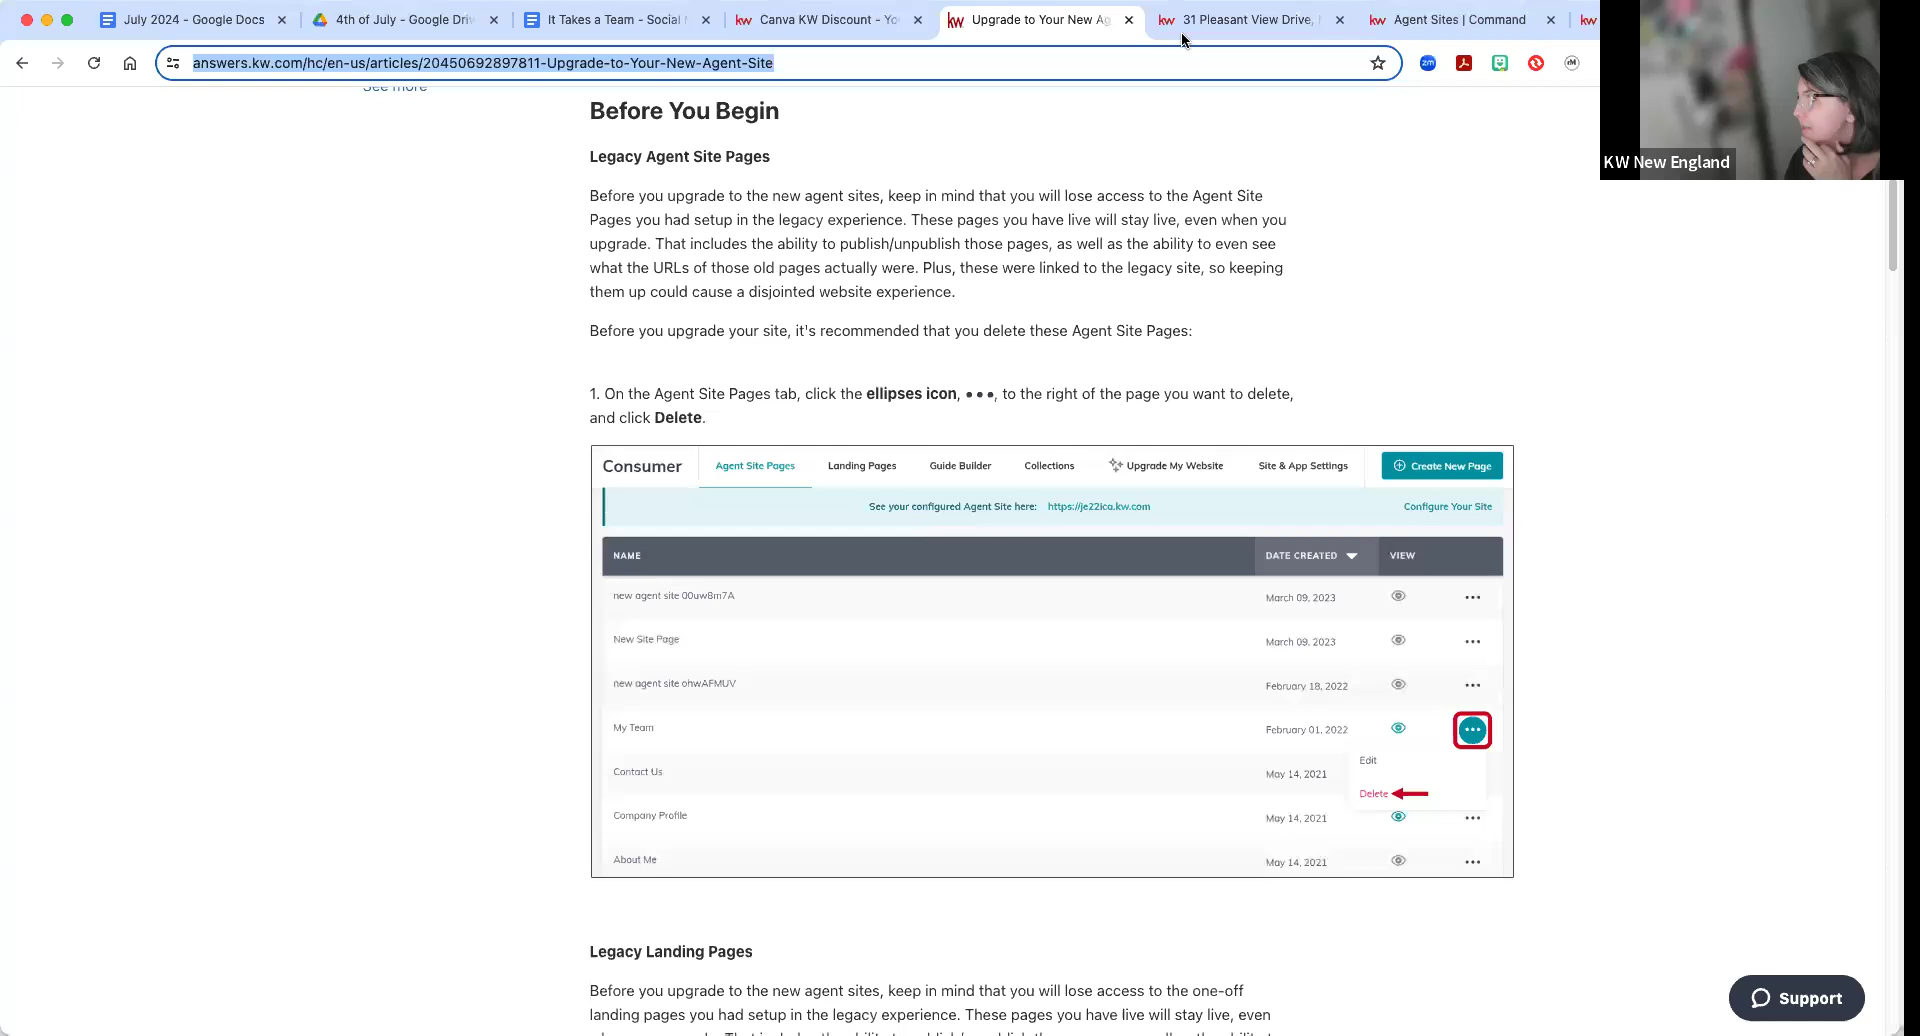 July 2024 - Google Docs
4th of July - Google Driv
It Takes a Team - Social
Canva KW Discount - Yo
kw Upgrade to Your New Ag
kw 31 Pleasant View Drive,
kw Agent Sites | Command
kw
answers.kw.com/hc/en-us/articles/20450692897811-Upgrade-to-Your-New-Agent-Site
zm
KW New England
See more
Before You Begin
Legacy Agent Site Pages
Before you upgrade to the new agent sites, keep in mind that you will lose access to the Agent Site
Pages you had setup in the legacy experience. These pages you have live will stay live, even when you
upgrade. That includes the ability to publish/unpublish those pages, as well as the ability to even see
what the URLs of those old pages actually were. Plus, these were linked to the legacy site, so keeping
them up could cause a disjointed website experience.
Before you upgrade your site, it's recommended that you delete these Agent Site Pages:
1. On the Agent Site Pages tab, click the ellipses icon, •••, to the right of the page you want to delete,
and click Delete.
Consumer Agent Site Pages Landing Pages Guide Builder Collections Upgrade My Website Site & App Settings Create New Page
See your configured Agent Site here: https://je22ica.kw.com Configure Your Site
NAME DATE CREATED VIEW
new agent site 00uw8m7A March 09, 2023
New Site Page March 09, 2023
new agent site ohwAFMUV February 18, 2022
My Team February 01, 2022
Edit
Contact Us May 14, 2021
Delete
Company Profile May 14, 2021
About Me May 14, 2021
Legacy Landing Pages
Before you upgrade to the new agent sites, keep in mind that you will lose access to the one-off
landing pages you had setup in the legacy experience. These pages you have live will stay live, even
Support